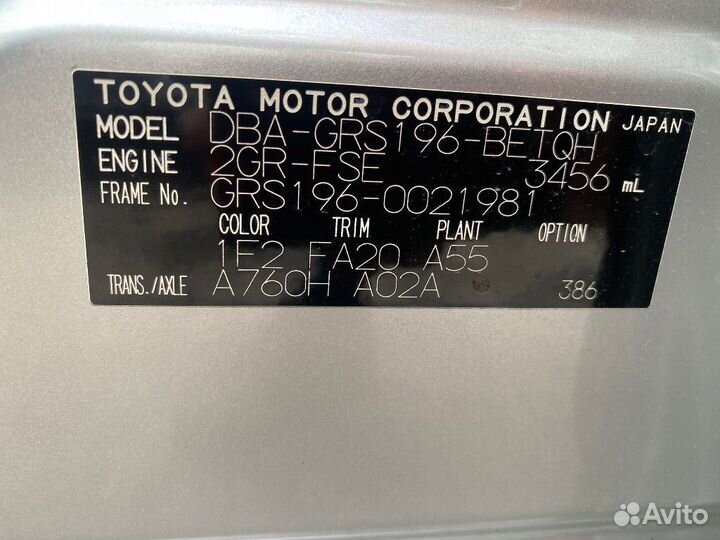 TOYOTA MOTOR CORPORATION JAPAN
MODEL DBA-GRS196-BETQH
ENGINE 2GR-FSE 3456 mL
FRAME No. GRS196-0021981
COLOR TRIM PLANT OPTION
1E2 FA20 A55
TRANS./AXLE A760H A02A 386
Avito